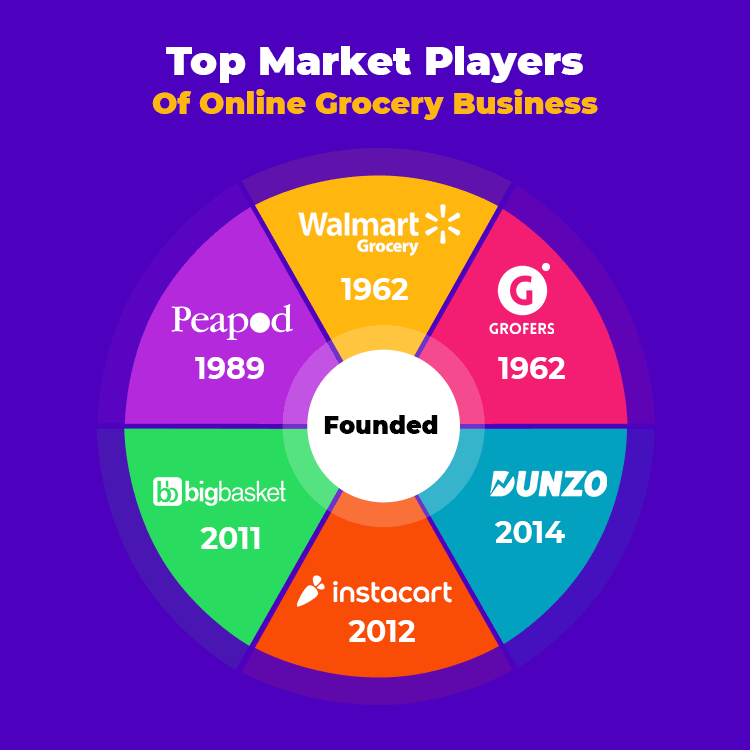 Top Market Players
Of Online Grocery Business
Walmart
Grocery
1962
G
GROFERS
1962
Peapod
1989
Founded
bb bigbasket
2011
DUNZO
2014
instacart
2012